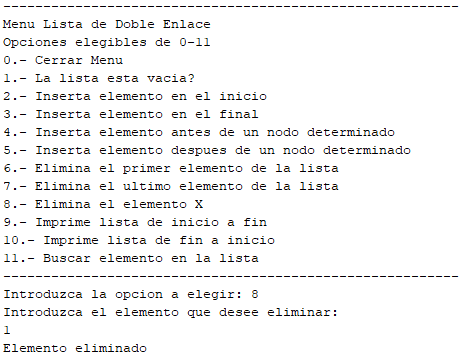 ----------------------------------------------------------
Menu Lista de Doble Enlace
Opciones elegibles de 0-11
0.- Cerrar Menu
1.- La lista esta vacia?
2.- Inserta elemento en el inicio
3.- Inserta elemento en el final
4.- Inserta elemento antes de un nodo determinado
5.- Inserta elemento despues de un nodo determinado
6.- Elimina el primer elemento de la lista
7.- Elimina el ultimo elemento de la lista
8.- Elimina el elemento X
9.- Imprime lista de inicio a fin
10.- Imprime lista de fin a inicio
11.- Buscar elemento en la lista
----------------------------------------------------------
Introduzca la opcion a elegir: 8
Introduzca el elemento que desee eliminar:
1
Elemento eliminado